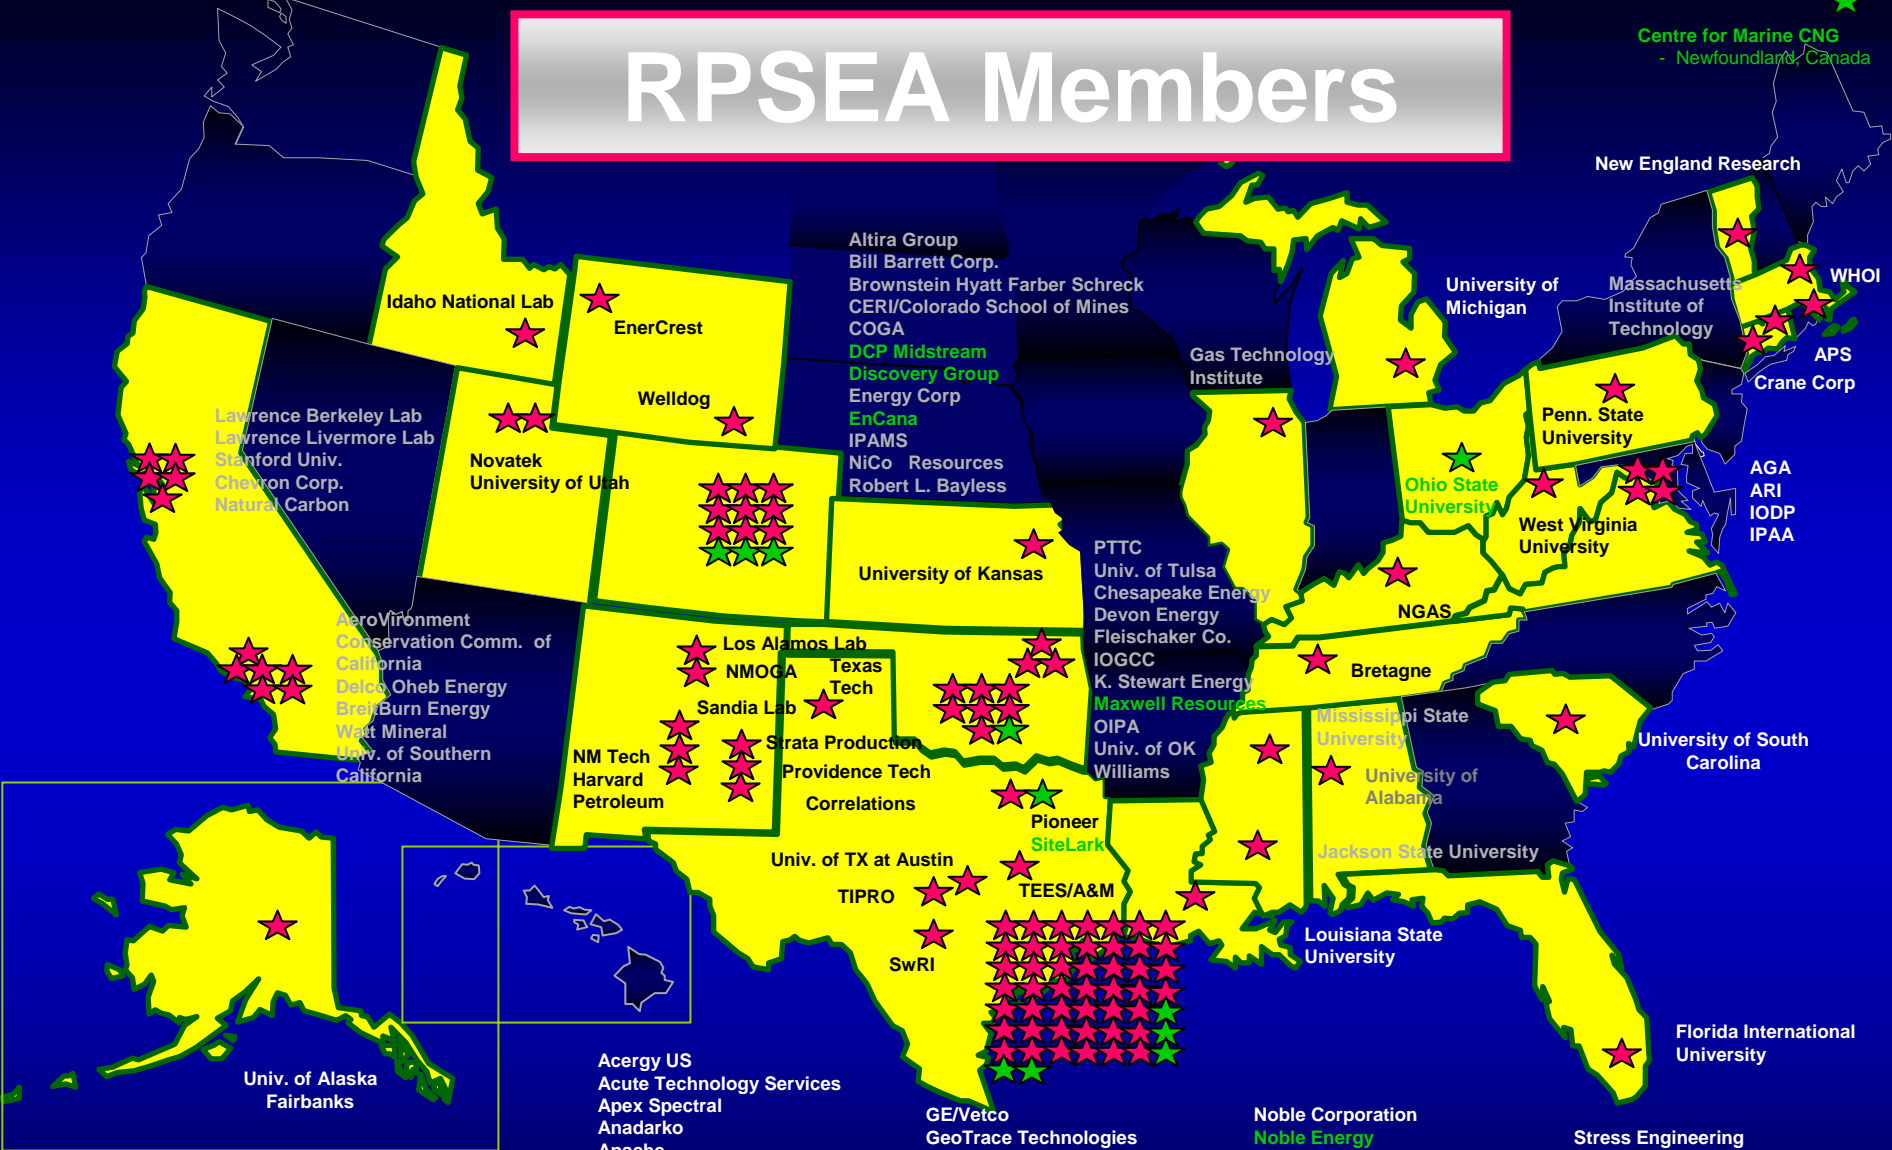 RPSEA Members
Centre for Marine CNG
- Newfoundland, Canada
New England Research
Altira Group
Bill Barrett Corp.
Brownstein Hyatt Farber Schreck
CERI/Colorado School of Mines
COGA
DCP Midstream
Discovery Group
Energy Corp
EnCana
IPAMS
NiCo Resources
Robert L. Bayless
University of
Michigan
Massachusetts
Institute of
Technology
WHOI
APS
Crane Corp
Idaho National Lab
EnerCrest
Welldog
Gas Technology
Institute
Lawrence Berkeley Lab
Lawrence Livermore Lab
Stanford Univ.
Chevron Corp.
Natural Carbon
Novatek
University of Utah
Penn. State
University
Ohio State
University
AGA
ARI
IODP
IPAA
West Virginia
University
University of Kansas
PTTC
Univ. of Tulsa
Chesapeake Energy
Devon Energy
Fleischaker Co.
IOGCC
K. Stewart Energy
Maxwell Resources
OIPA
Univ. of OK
Williams
NGAS
Bretagne
AeroVironment
Conservation Comm. of
California
Delco Oheb Energy
BreitBurn Energy
Watt Mineral
Univ. of Southern
California
Los Alamos Lab
NMOGA
Texas
Tech
Sandia Lab
Strata Production
NM Tech
Harvard
Petroleum
Providence Tech
Correlations
Mississippi State
University
University of
Alabama
University of South
Carolina
Pioneer
SiteLark
Jackson State University
Univ. of TX at Austin
TIPRO
TEES/A&M
SwRI
Louisiana State
University
Florida International
University
Univ. of Alaska
Fairbanks
Acergy US
Acute Technology Services
Apex Spectral
Anadarko
Apache
GE/Vetco
GeoTrace Technologies
Noble Corporation
Noble Energy
Stress Engineering